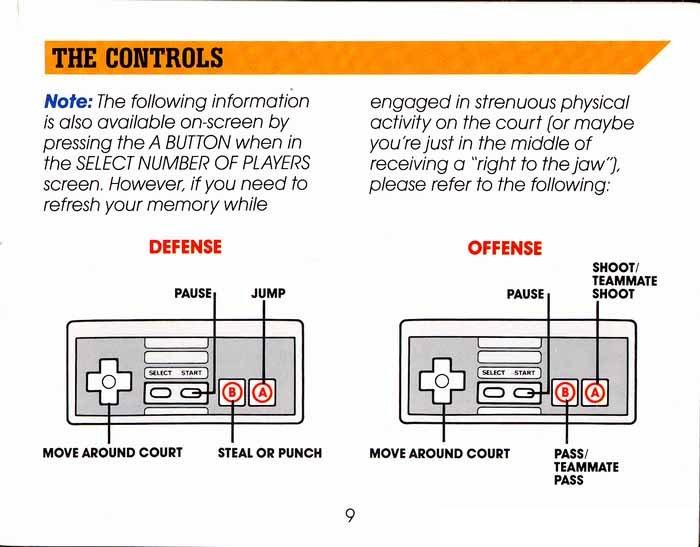 THE CONTROLS
Note: The following information
is also available on-screen by
pressing the A BUTTON when in
the SELECT NUMBER OF PLAYERS
screen. However, if you need to
refresh your memory while
engaged in strenuous physical
activity on the court (or maybe
you're just in the middle of
receiving a "right to the jaw"),
please refer to the following:
DEFENSE
PAUSE JUMP
SELECT START
B A
MOVE AROUND COURT STEAL OR PUNCH
OFFENSE
SHOOT/
TEAMMATE
PAUSE SHOOT
SELECT START
B A
MOVE AROUND COURT PASS/
TEAMMATE
PASS
9